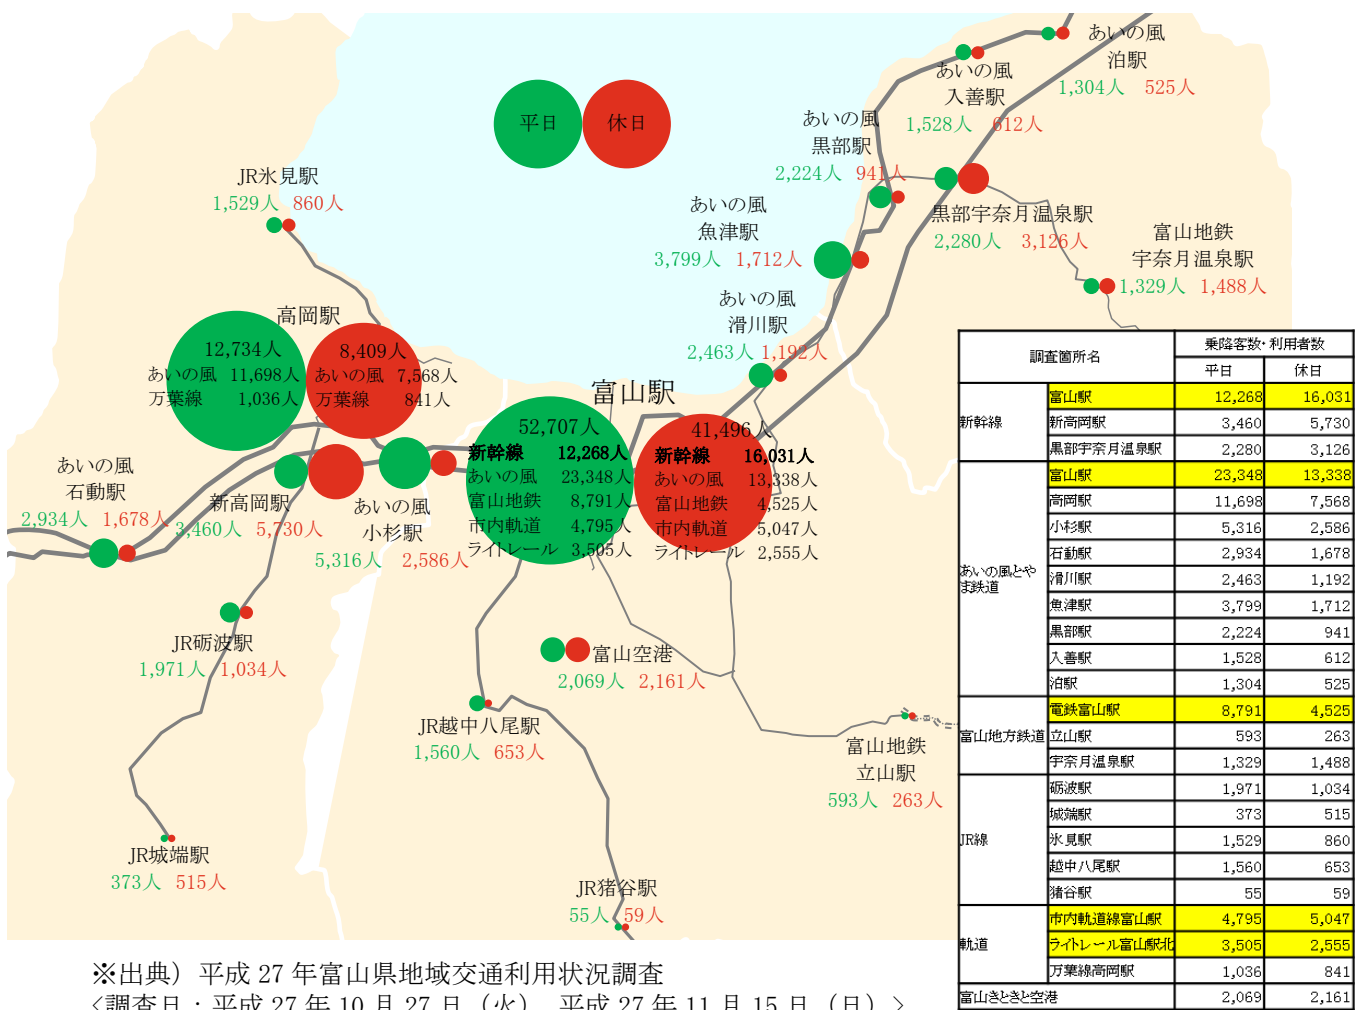 平日
休日
あいの風
泊駅
1,304人 525人
あいの風
入善駅
1,528人 612人
あいの風
黒部駅
2,224人 941人
JR氷見駅
1,529人 860人
あいの風
魚津駅
3,799人 1,712人
黒部宇奈月温泉駅
2,280人 3,126人
富山地鉄
宇奈月温泉駅
1,329人 1,488人
あいの風
滑川駅
2,463人 1,192人
高岡駅
12,734人
あいの風 11,698人
万葉線 1,036人
8,409人
あいの風 7,568人
万葉線 841人
富山駅
52,707人
新幹線 12,268人
あいの風 23,348人
富山地鉄 8,791人
市内軌道 4,795人
ライトレール 3,505人
41,496人
新幹線 16,031人
あいの風 13,338人
富山地鉄 4,525人
市内軌道 5,047人
ライトレール 2,555人
あいの風
石動駅
2,934人 1,678人
新高岡駅
3,460人 5,730人
あいの風
小杉駅
5,316人 2,586人
JR砺波駅
1,971人 1,034人
富山空港
2,069人 2,161人
JR越中八尾駅
1,560人 653人
富山地鉄
立山駅
593人 263人
JR城端駅
373人 515人
JR猪谷駅
55人 59人
調査箇所名 乗降客数・利用者数
平日 休日
新幹線
富山駅 12,268 16,031
新高岡駅 3,460 5,730
黒部宇奈月温泉駅 2,280 3,126
あいの風とや
ま鉄道
富山駅 23,348 13,338
高岡駅 11,698 7,568
小杉駅 5,316 2,586
石動駅 2,934 1,678
滑川駅 2,463 1,192
魚津駅 3,799 1,712
黒部駅 2,224 941
入善駅 1,528 612
泊駅 1,304 525
富山地方鉄道
電鉄富山駅 8,791 4,525
立山駅 593 263
宇奈月温泉駅 1,329 1,488
JR線
砺波駅 1,971 1,034
城端駅 373 515
氷見駅 1,529 860
越中八尾駅 1,560 653
猪谷駅 55 59
軌道
市内軌道線富山駅 4,795 5,047
ライトレール富山駅北 3,505 2,555
万葉線高岡駅 1,036 841
富山きときと空港 2,069 2,161
※出典）平成 27 年富山県地域交通利用状況調査
<調査日：平成 27 年 10 月 27 日（火）、平成 27 年 11 月 15 日（日）>